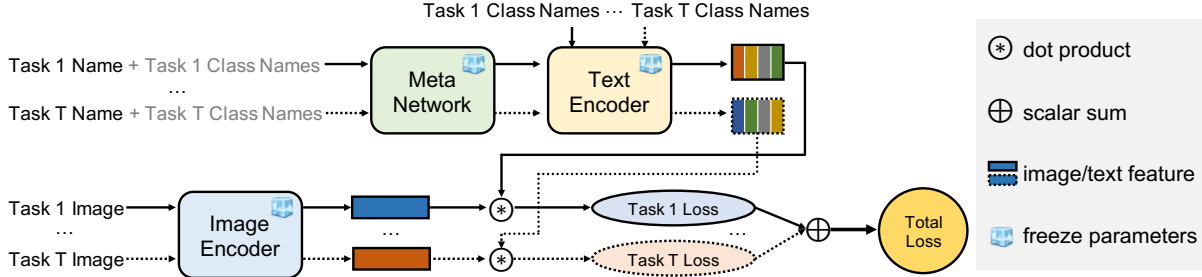 Task 1 Class Names ... Task T Class Names
Task 1 Name + Task 1 Class Names
...
Task T Name + Task T Class Names
Meta
Network
Text
Encoder
Task 1 Image
...
Task T Image
Image
Encoder
...
*
*
Task 1 Loss
...
Task T Loss
Total
Loss
* dot product
scalar sum
image/text feature
freeze parameters